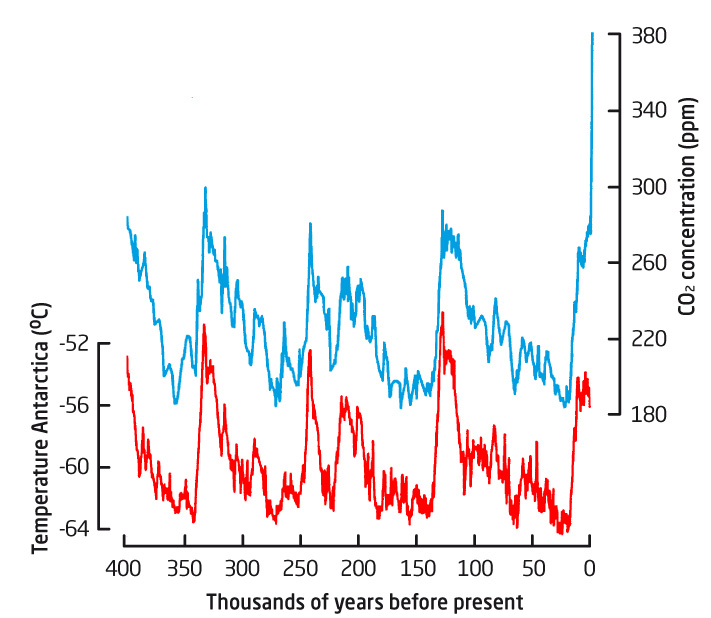 380
340
300
260
220
180
CO₂ concentration (ppm)
-52
-56
-60
-64
Temperature Antarctica (⁰C)
400 350 300 250 200 150 100 50 0
Thousands of years before present